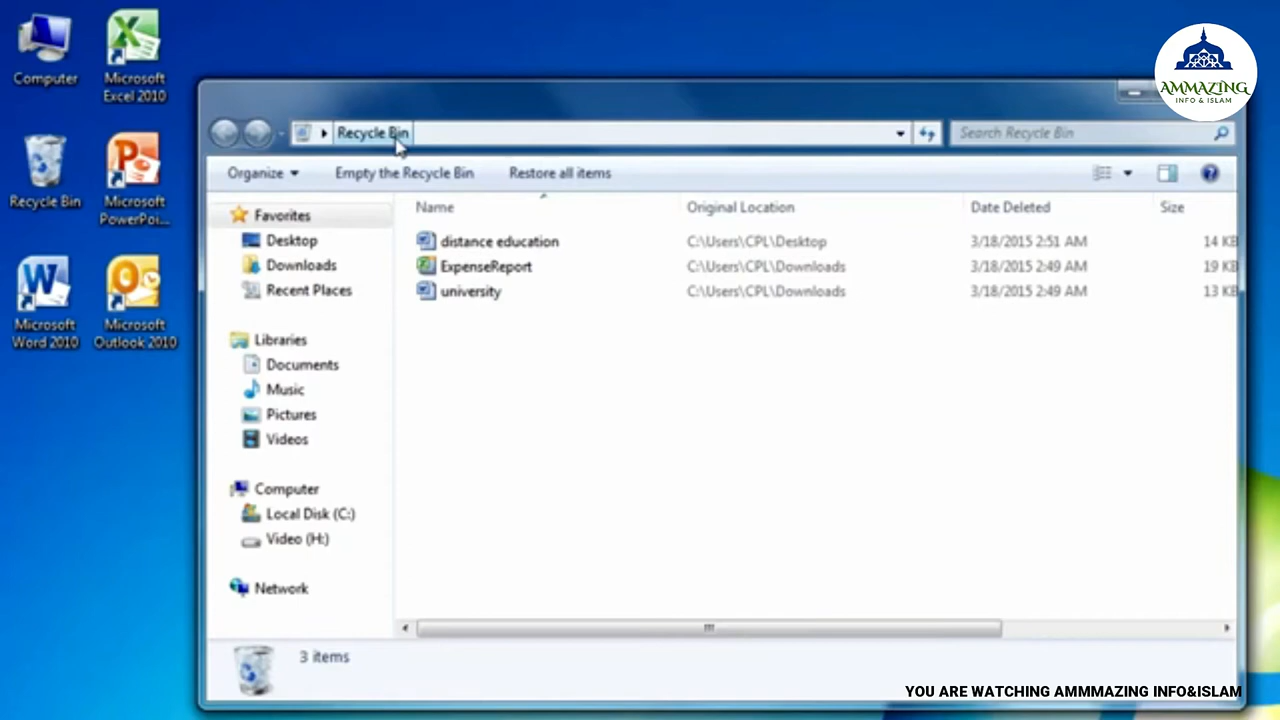 Computer
Microsoft
Excel 2010
Recycle Bin
Microsoft
PowerPoi...
Microsoft
Word 2010
Microsoft
Outlook 2010
AMMAZING
INFO & ISLAM
Recycle Bin
Search Recycle Bin
Organize
Empty the Recycle Bin
Restore all items
Favorites
Desktop
Downloads
Recent Places
Libraries
Documents
Music
Pictures
Videos
Computer
Local Disk (C:)
Video (H:)
Network
Name Original Location Date Deleted Size
distance education C:\Users\CPL\Desktop 3/18/2015 2:51 AM 14 KB
ExpenseReport C:\Users\CPL\Downloads 3/18/2015 2:49 AM 19 KB
university C:\Users\CPL\Downloads 3/18/2015 2:49 AM 13 KB
3 items
YOU ARE WATCHING AMMMAZING INFO&ISLAM